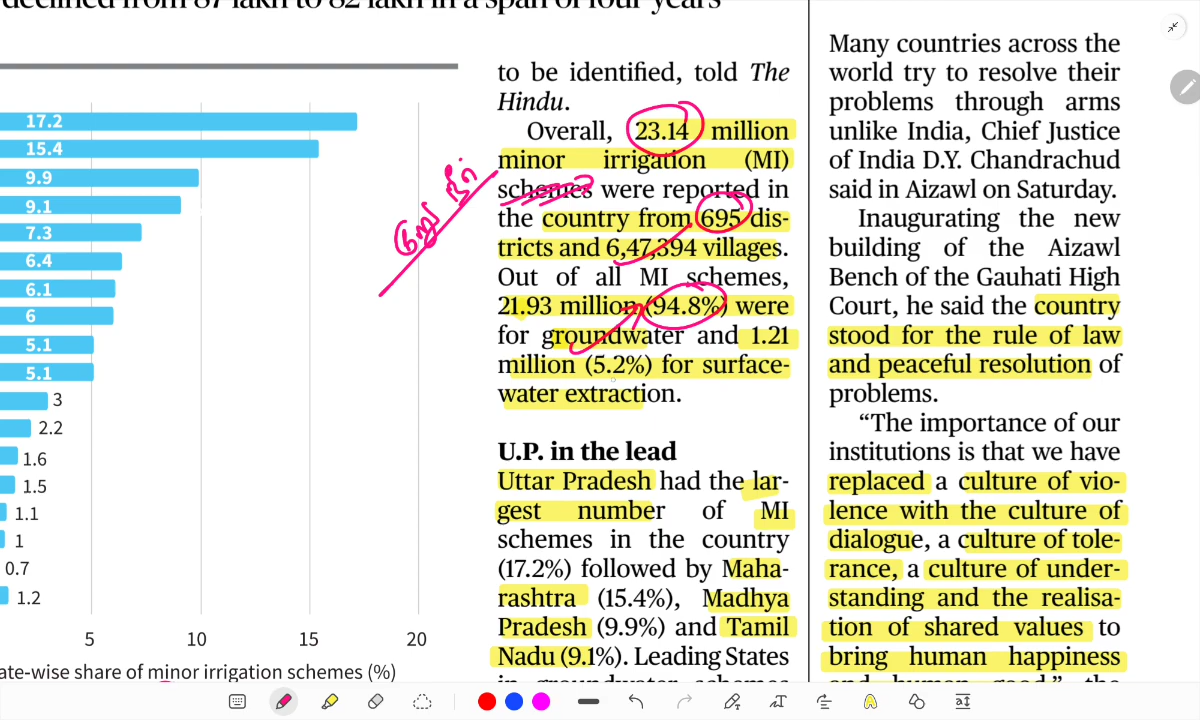 declined from 87 lakh to 82 lakh in a span of four years
17.2
15.4
9.9
9.1
7.3
6.4
6.1
6
5.1
5.1
3
2.2
1.6
1.5
1.1
1
0.7
1.2
5 10 15 20
ate-wise share of minor irrigation schemes (%)
to be identified, told The
Hindu.
Overall, 23.14 million
minor irrigation (MI)
schemes were reported in
the country from 695 dis-
tricts and 6,47,394 villages.
Out of all MI schemes,
21.93 million (94.8%) were
for groundwater and 1.21
million (5.2%) for surface-
water extraction.
U.P. in the lead
Uttar Pradesh had the lar-
gest number of MI
schemes in the country
(17.2%) followed by Maha-
rashtra (15.4%), Madhya
Pradesh (9.9%) and Tamil
Nadu (9.1%). Leading States
in groundwater schemes
Many countries across the
world try to resolve their
problems through arms
unlike India, Chief Justice
of India D.Y. Chandrachud
said in Aizawl on Saturday.
Inaugurating the new
building of the Aizawl
Bench of the Gauhati High
Court, he said the country
stood for the rule of law
and peaceful resolution of
problems.
“The importance of our
institutions is that we have
replaced a culture of vio-
lence with the culture of
dialogue, a culture of tole-
rance, a culture of under-
standing and the realisa-
tion of shared values to
bring human happiness
and human good,” the